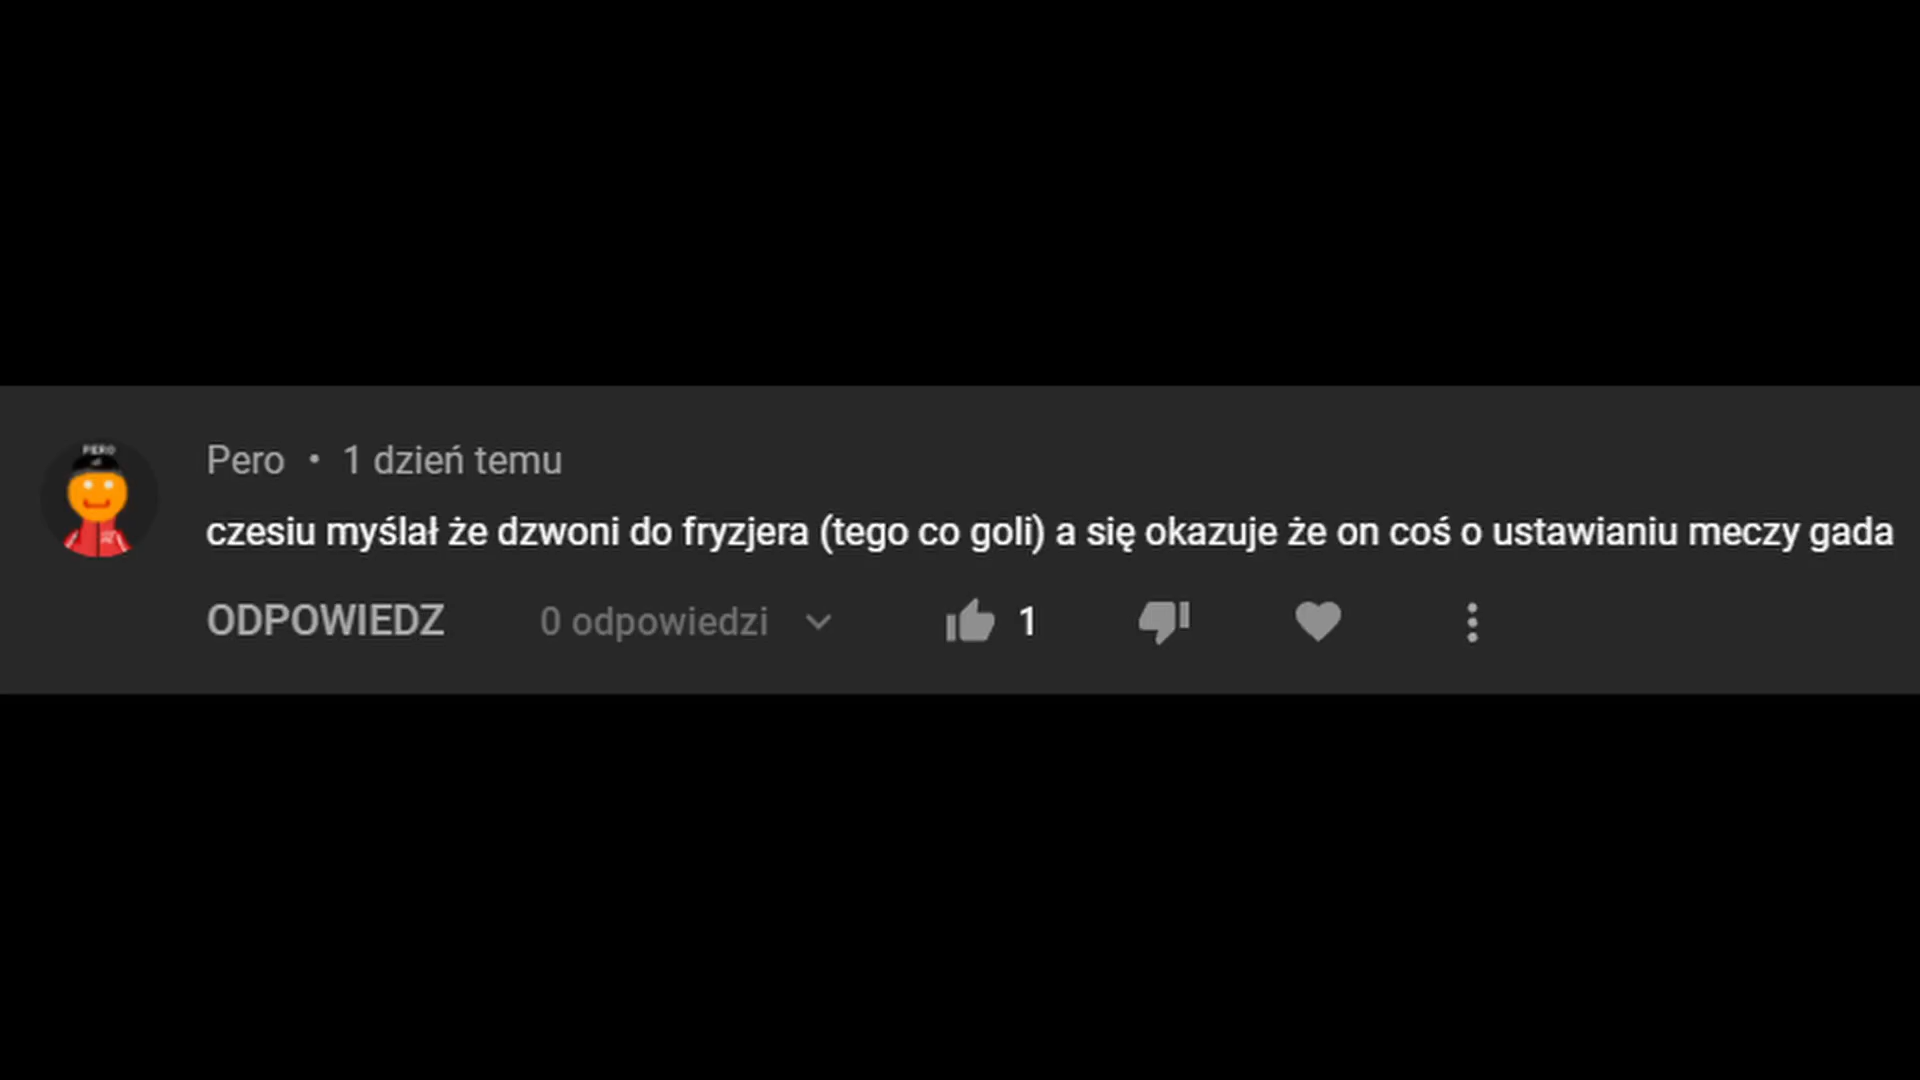 PERO
Pero • 1 dzień temu
czesiu myślał że dzwoni do fryzjera (tego co goli) a się okazuje że on coś o ustawianiu meczy gada
ODPOWIEDZ 0 odpowiedzi 1